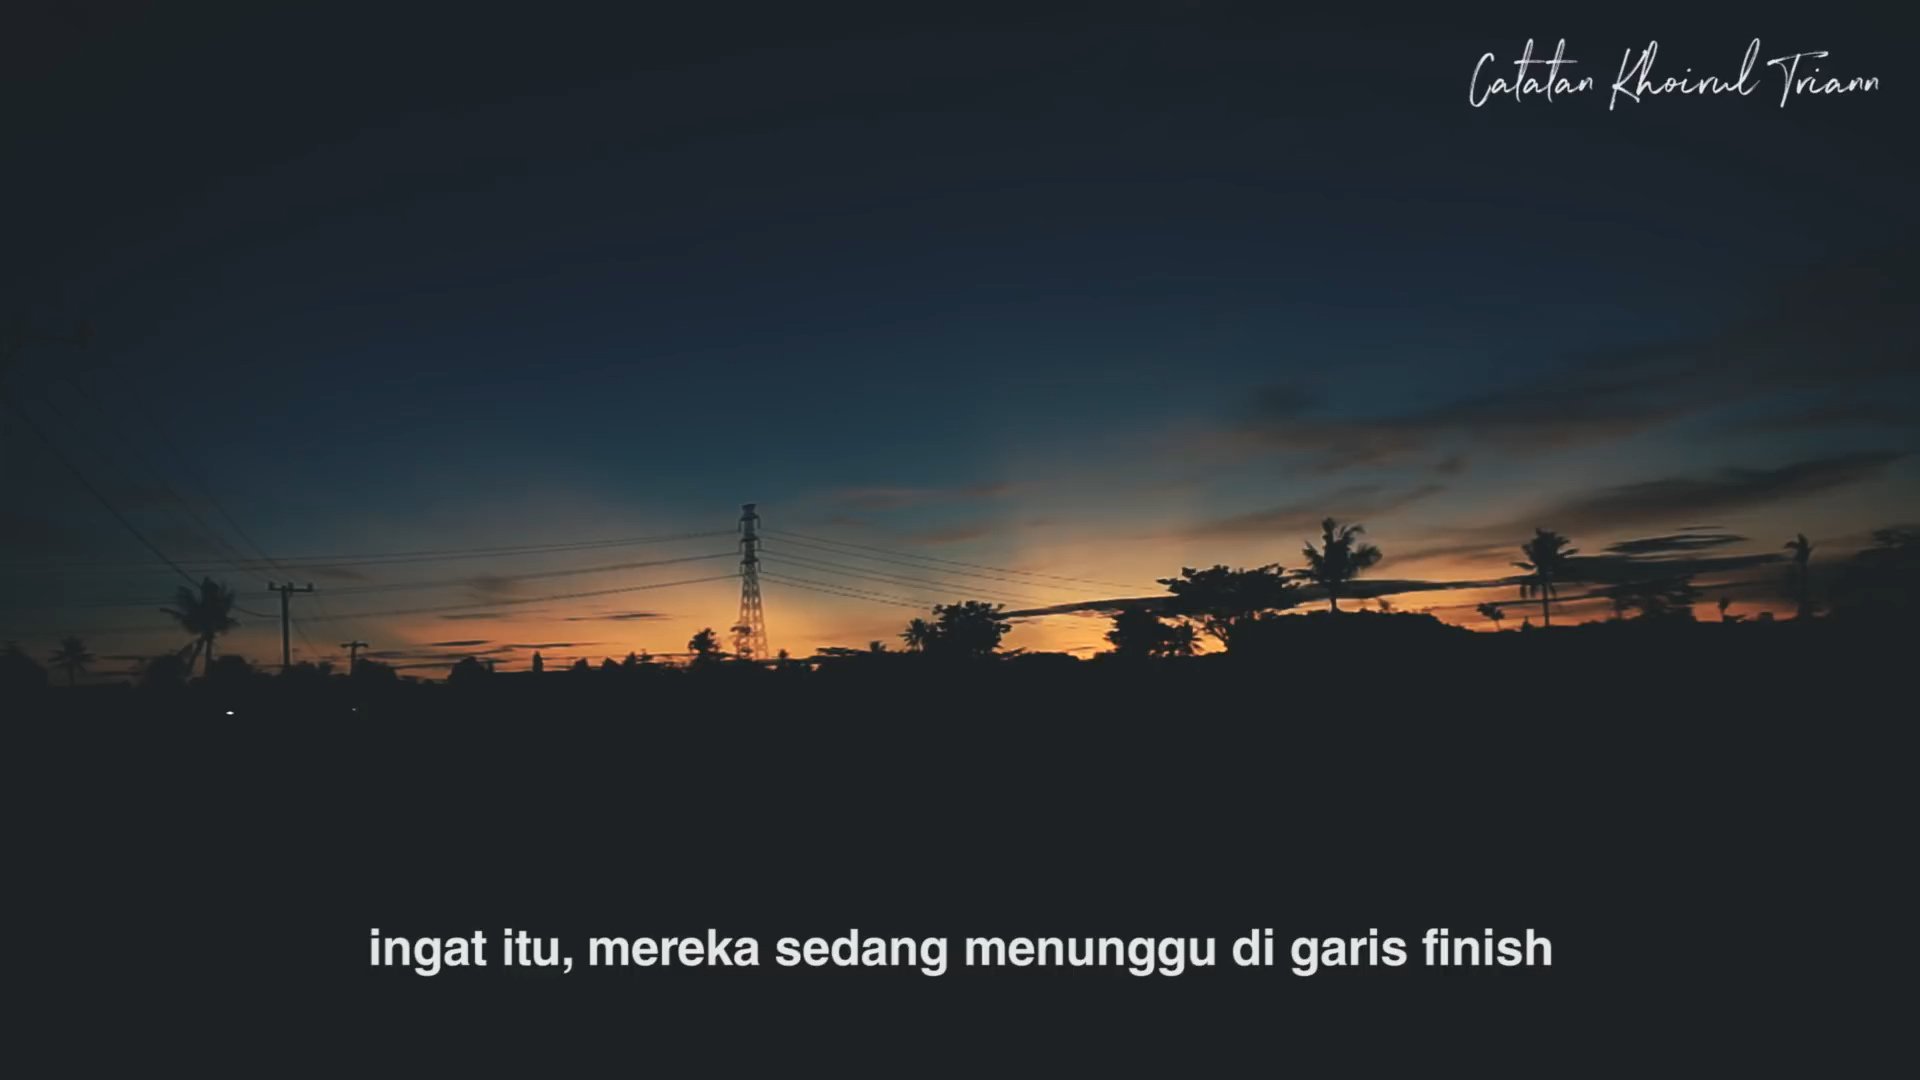 Catatan Khoirul Triann
ingat itu, mereka sedang menunggu di garis finish